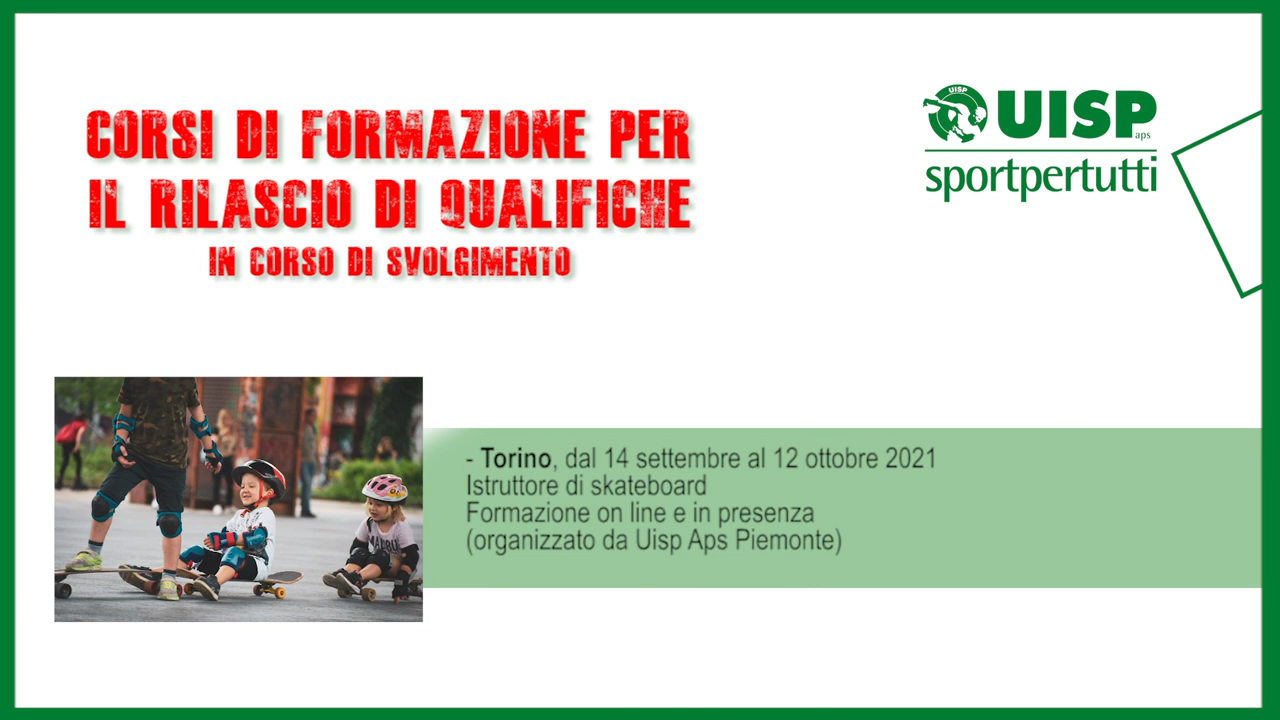 CORSI DI FORMAZIONE PER
IL RILASCIO DI QUALIFICHE
IN CORSO DI SVOLGIMENTO
UISP
UISP
aps
sportpertutti
- Torino, dal 14 settembre al 12 ottobre 2021
Istruttore di skateboard
Formazione on line e in presenza
(organizzato da Uisp Aps Piemonte)